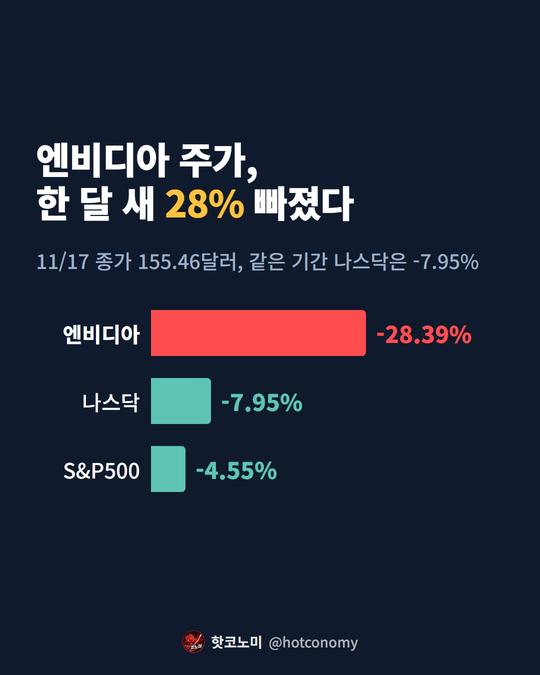 엔비디아 주가,
한 달 새 28% 빠졌다
11/17 종가 155.46달러, 같은 기간 나스닥은 -7.95%
엔비디아 -28.39%
나스닥 -7.95%
S&P500 -4.55%
핫코노미 @hotconomy